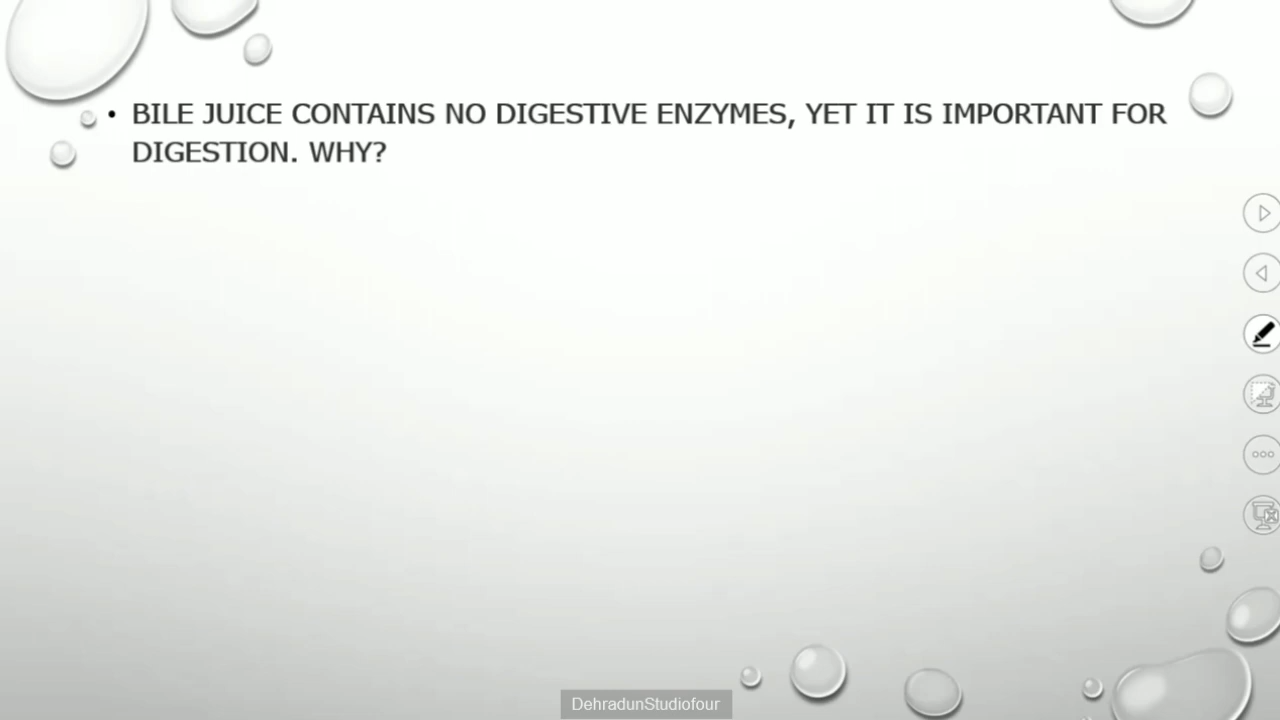 • BILE JUICE CONTAINS NO DIGESTIVE ENZYMES, YET IT IS IMPORTANT FOR
DIGESTION. WHY?
DehradunStudiofour